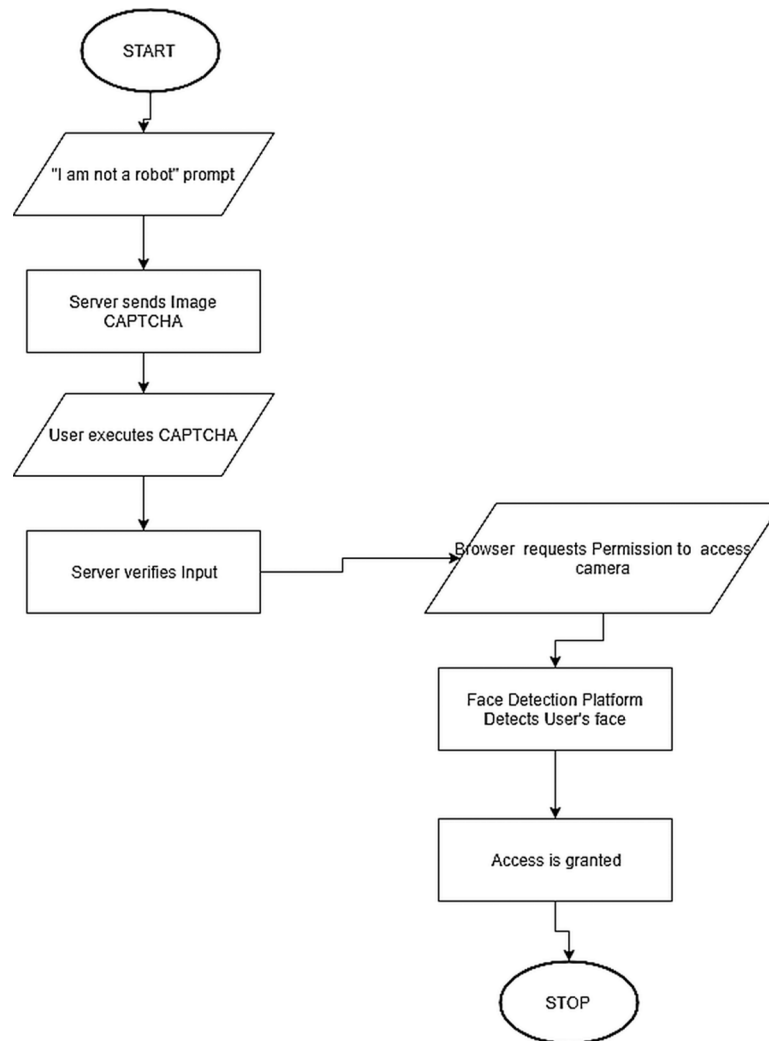 START
"I am not a robot" prompt
Server sends Image
CAPTCHA
User executes CAPTCHA
Server verifies Input
Browser requests Permission to access
camera
Face Detection Platform
Detects User's face
Access is granted
STOP